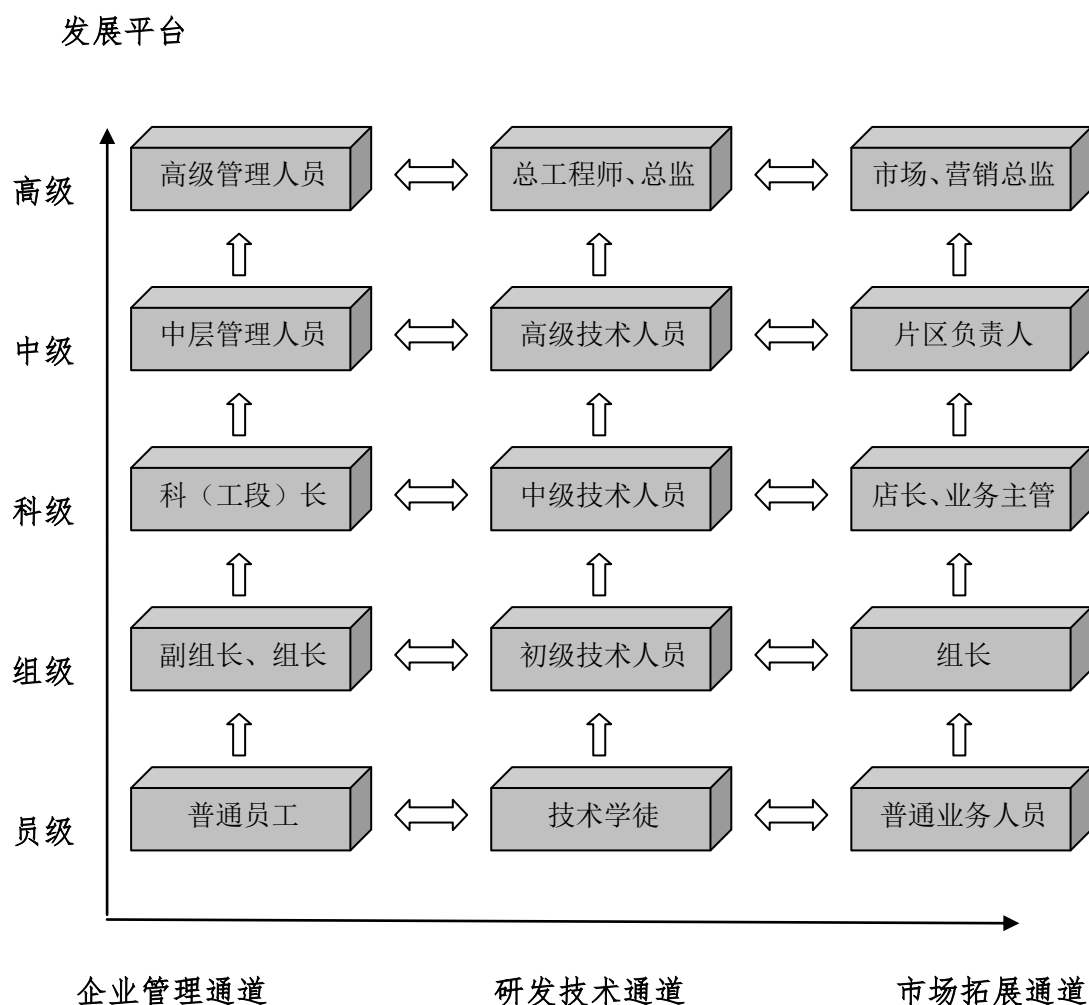 发展平台
高级
高级管理人员
总工程师、总监
市场、营销总监
中级
中层管理人员
高级技术人员
片区负责人
科级
科（工段）长
中级技术人员
店长、业务主管
组级
副组长、组长
初级技术人员
组长
员级
普通员工
技术学徒
普通业务人员
企业管理通道
研发技术通道
市场拓展通道